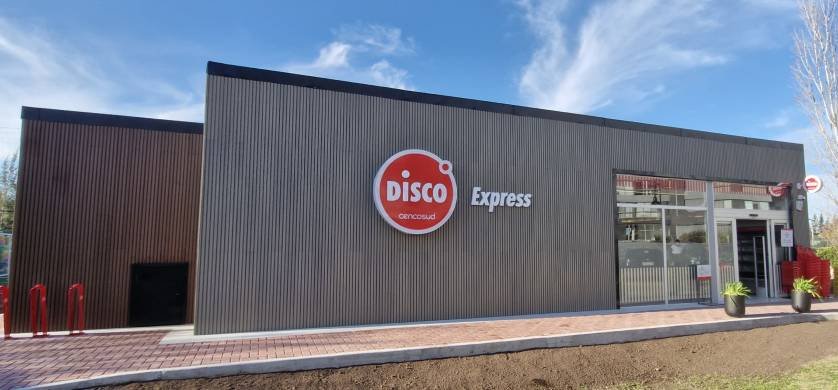 DISCO
cencosud
Express